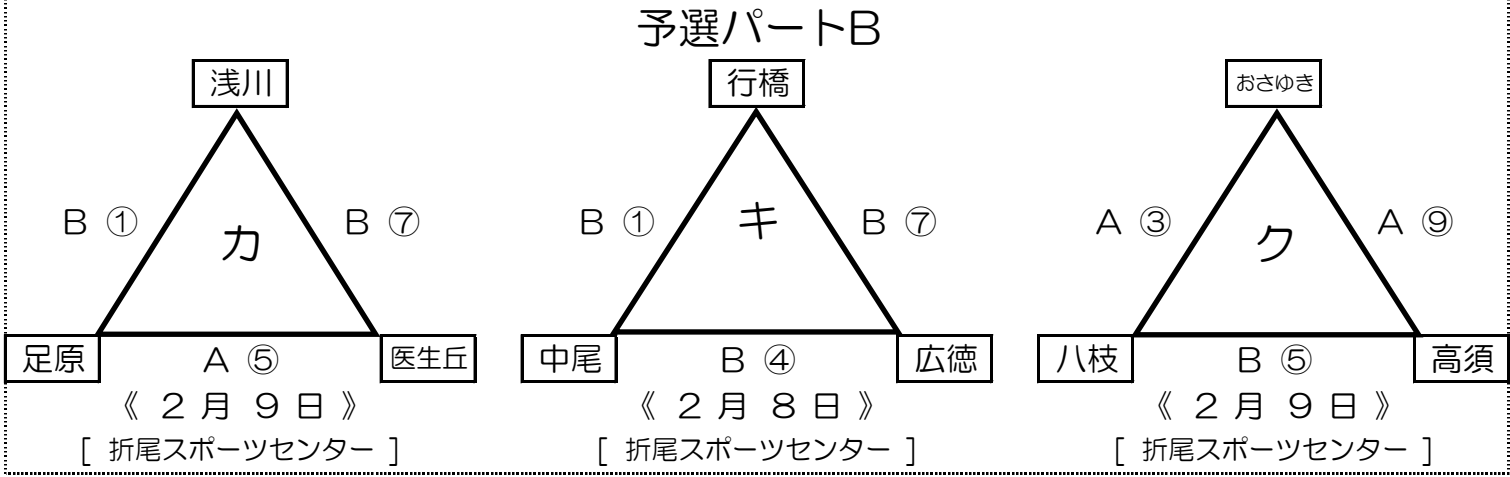 予選パートB
浅川 行橋 おさゆき
B ① B ⑦ B ① B ⑦ A ③ A ⑨
カ キ ク
足原 A ⑤ 医生丘 中尾 B ④ 広徳 八枝 B ⑤ 高須
《 2 月 9 日 》 《 2 月 8 日 》 《 2 月 9 日 》
[ 折尾スポーツセンター ] [ 折尾スポーツセンター ] [ 折尾スポーツセンター ]